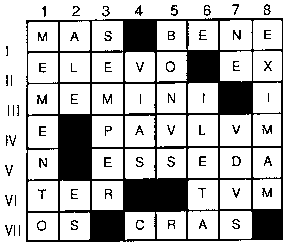 1 2 3 4 5 6 7 8
I M A S B E N E
II E L E V O E X
III M E M I N I I
IV E P A V L V M
V N E S S E D A
VI T E R T V M
VII O S C R A S